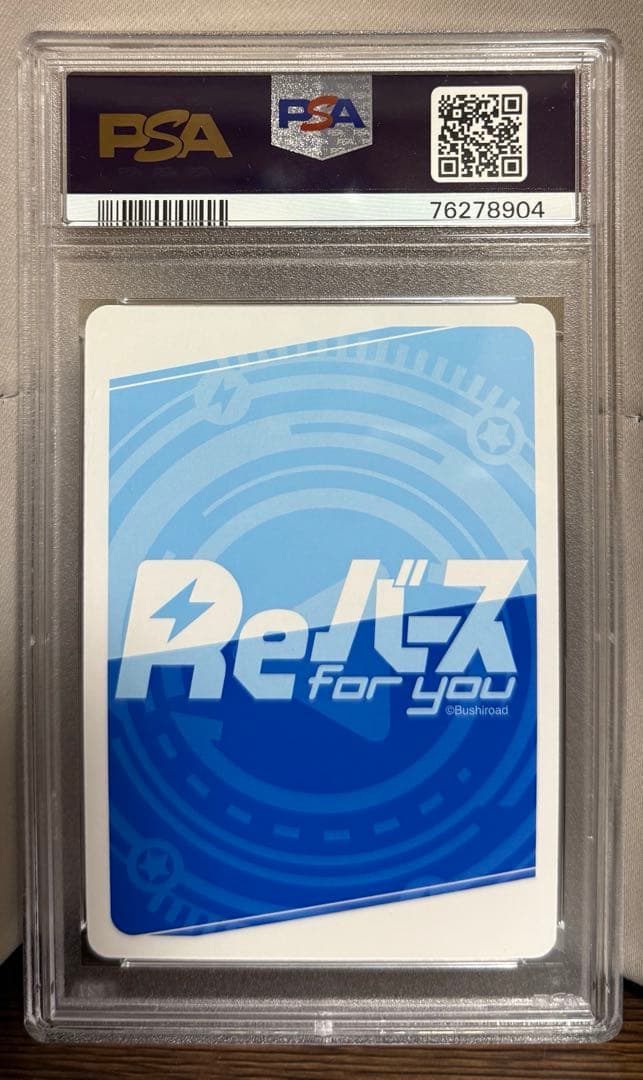 PSA
PSA
76278904
Reバース
for you
©Bushiroad